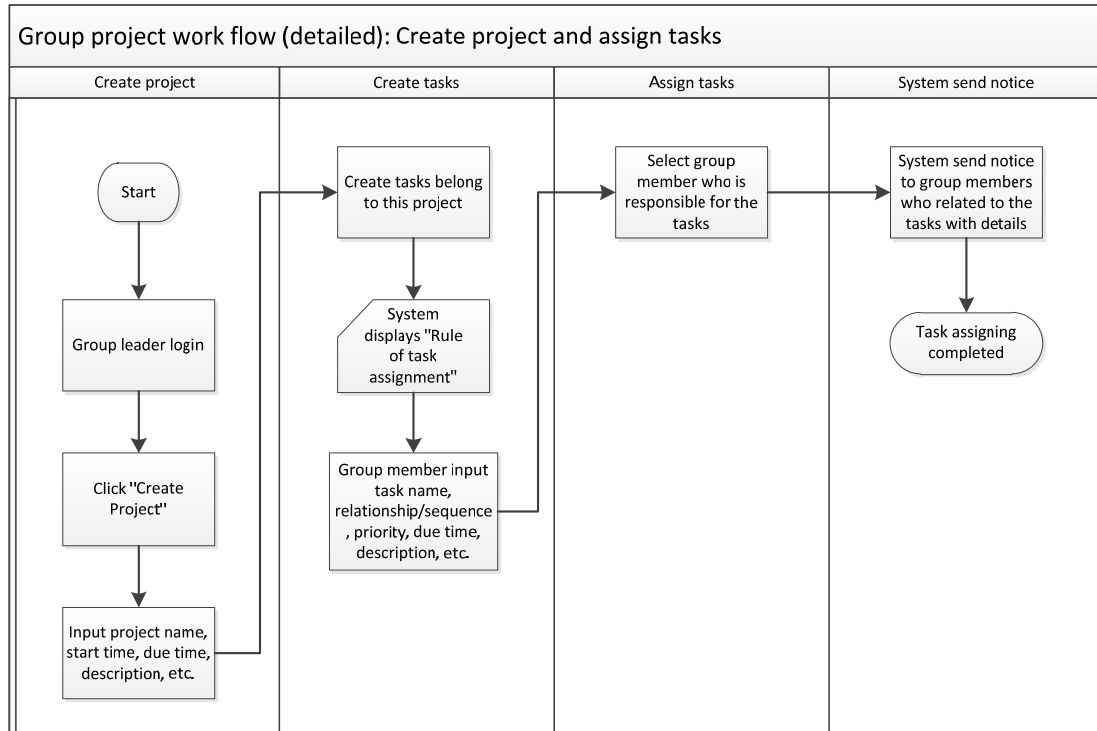 Group project work flow (detailed): Create project and assign tasks
Create project
Create tasks
Assign tasks
System send notice
Start
Group leader login
Click "Create
Project"
Input project name,
start time, due time,
description, etc.
Create tasks belong
to this project
System
displays "Rule
of task
assignment"
Group member input
task name,
relationship/sequence
, priority, due time,
description, etc.
Select group
member who is
responsible for the
tasks
System send notice
to group members
who related to the
tasks with details
Task assigning
completed